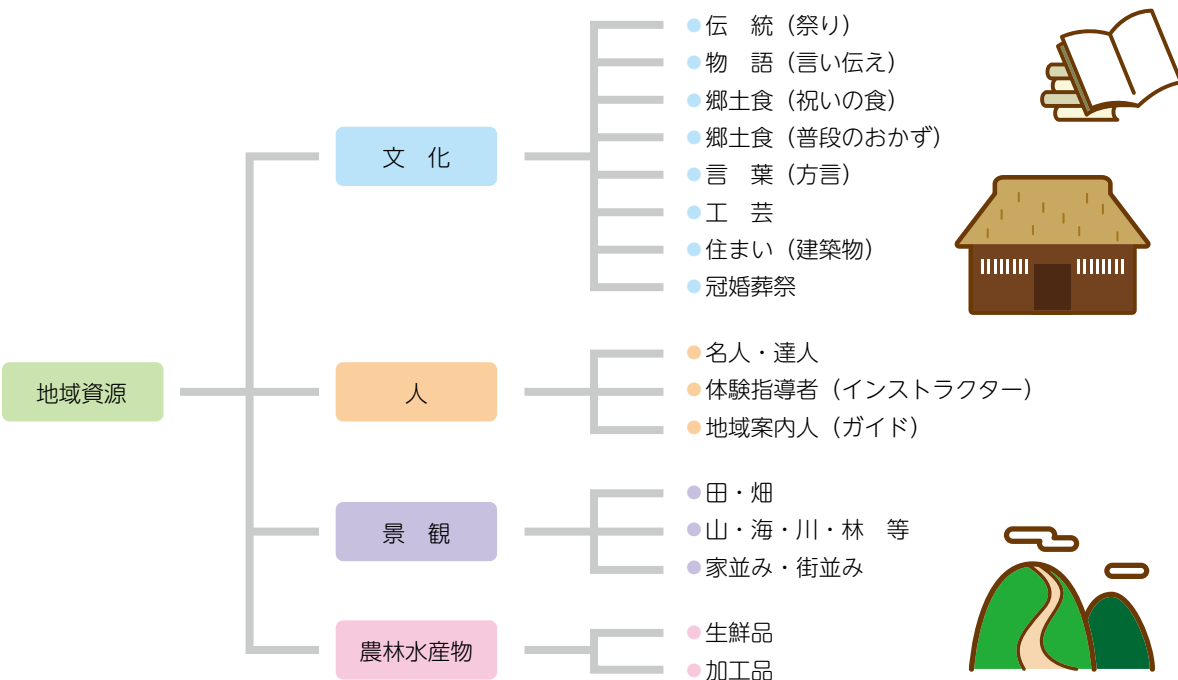 地域資源
文　化
伝　統（祭り）
物　語（言い伝え）
郷土食（祝いの食）
郷土食（普段のおかず）
言　葉（方言）
工　芸
住まい（建築物）
冠婚葬祭
人
名人・達人
体験指導者（インストラクター）
地域案内人（ガイド）
景　観
田・畑
山・海・川・林　等
家並み・街並み
農林水産物
生鮮品
加工品